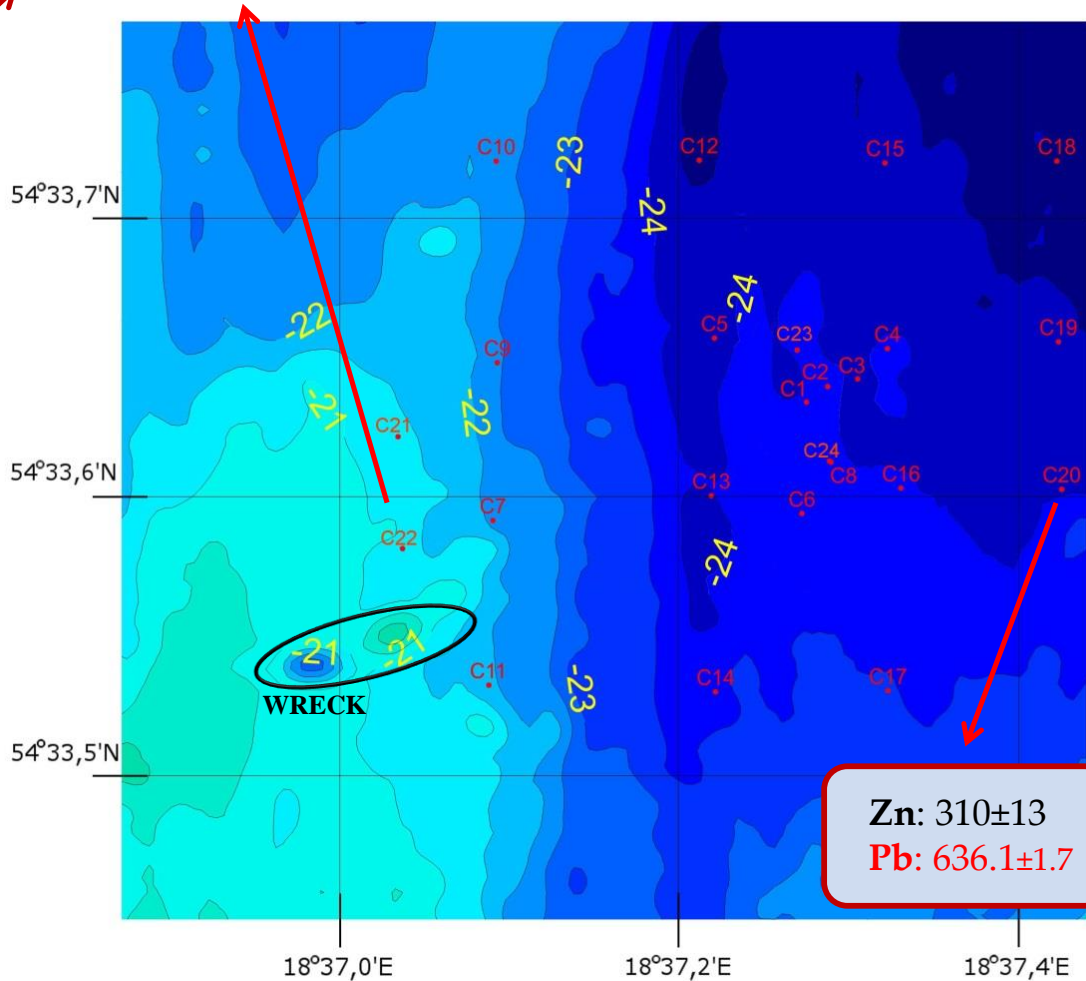 C10
-23
C12
C15
C18
54°33,7'N
-24
-24
-22
C5
C23
C4
C19
C9
C2
C3
C1
-21
-22
C21
C24
54°33,6'N
C13
C8
C16
C20
C7
C6
C22
-24
-21
-21
C11
-23
C14
C17
WRECK
54°33,5'N
Zn: 310±13
Pb: 636.1±1.7
18°37,0'E
18°37,2'E
18°37,4'E